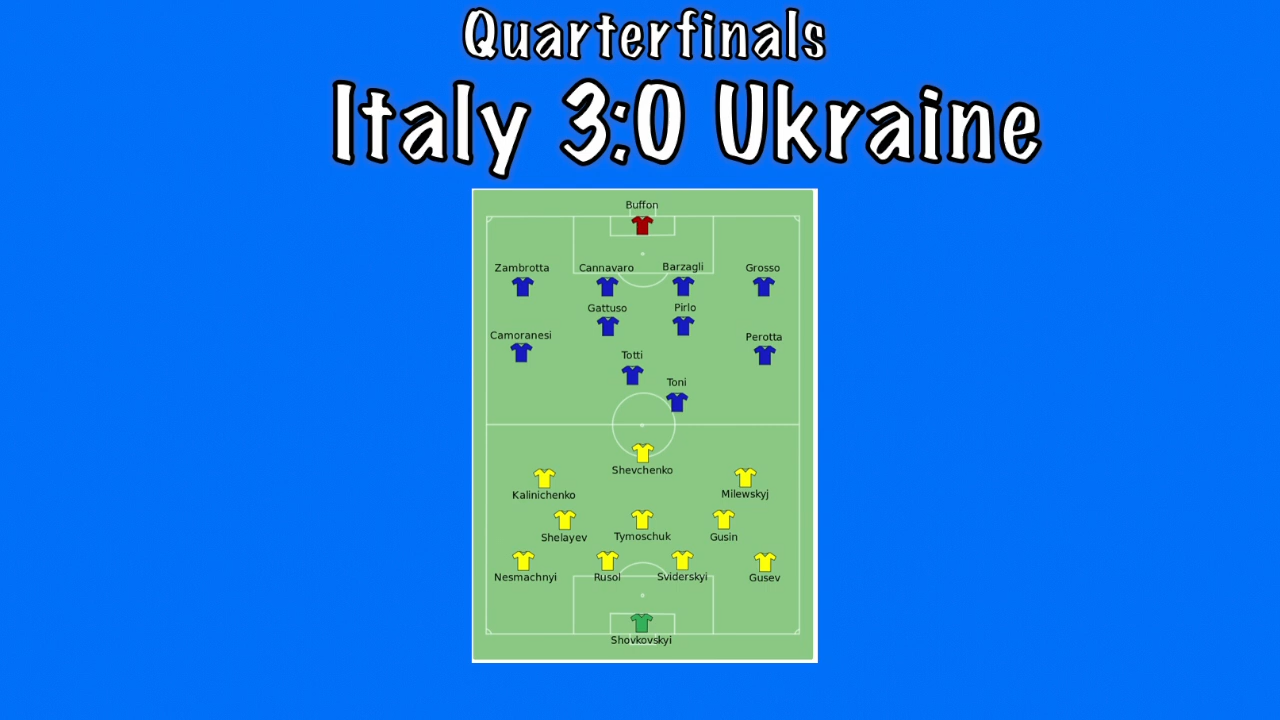 Quarterfinals
Italy 3:0 Ukraine
Buffon
Zambrotta Cannavaro Barzagli Grosso
Gattuso Pirlo
Camoranesi Perotta
Totti
Toni
Shevchenko
Kalinichenko Milewskyj
Shelayev Tymoschuk Gusin
Nesmachnyi Rusol Sviderskyi Gusev
Shovkovskyi